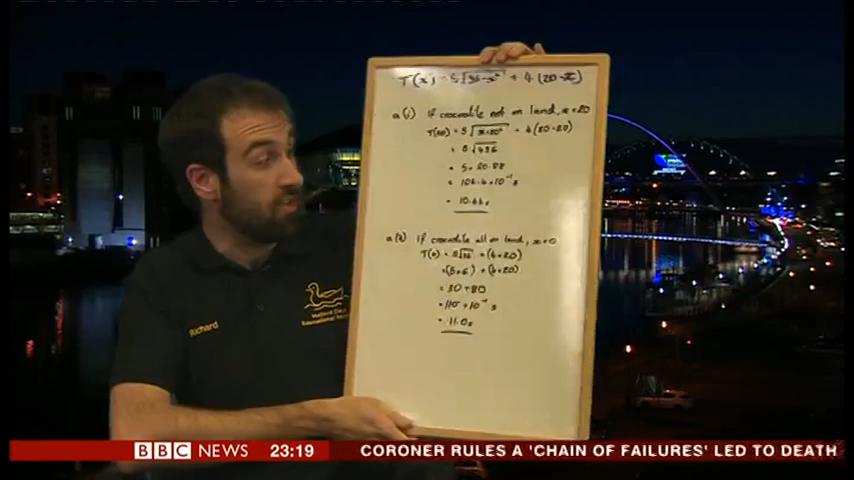 T(x) = 5√36+x² + 4(20-x)
a(i) If crocodile not on land, x=20
T(20) = 5√36+20² + 4(20-20)
= 5√436
= 5×20.88
= 104.4×10⁻¹s
= 10.44s
a(ii) If crocodile all on land, x=0
T(0) = 5√36 + (4×20)
= (5×6) + (4×20)
= 30+80
= 110×10⁻¹s
= 11.0s
Richard
BBC NEWS 23:19 CORONER RULES A 'CHAIN OF FAILURES' LED TO DEATH